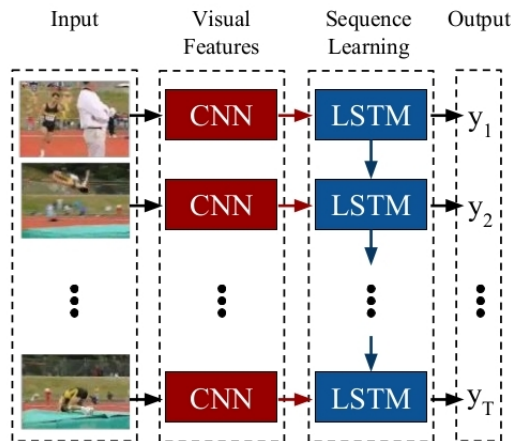 Input
Visual
Features
Sequence
Learning
Output
CNN
LSTM
y1
CNN
LSTM
y2
CNN
LSTM
yT